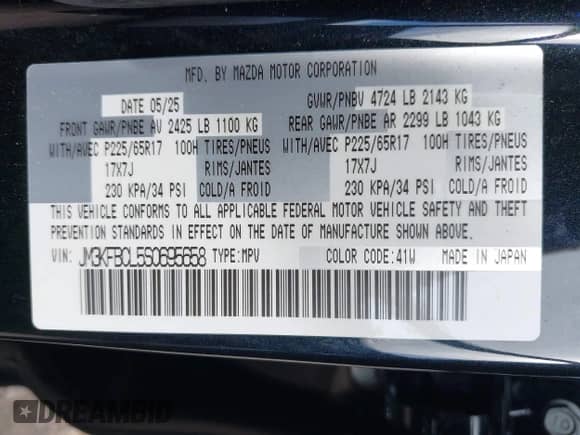 MFD. BY MAZDA MOTOR CORPORATION
DATE 05/25 GVWR/PNBV 4724 LB 2143 KG
FRONT GAWR/PNBE AV 2425 LB 1100 KG REAR GAWR/PNBE AR 2299 LB 1043 KG
WITH/AVEC P225/65R17 100H TIRES/PNEUS WITH/AVEC P225/65R17 100H TIRES/PNEUS
17X7J RIMS/JANTES 17X7J RIMS/JANTES
230 KPA/34 PSI COLD/A FROID 230 KPA/34 PSI COLD/A FROID
THIS VEHICLE CONFORMS TO ALL APPLICABLE FEDERAL MOTOR VEHICLE SAFETY AND THEFT
PREVENTION STANDARDS IN EFFECT ON THE DATE OF MANUFACTURE SHOWN ABOVE.
VIN: JM3KFBCL5S0695658 TYPE:MPV COLOR CODE:41W MADE IN JAPAN
DREAMBID